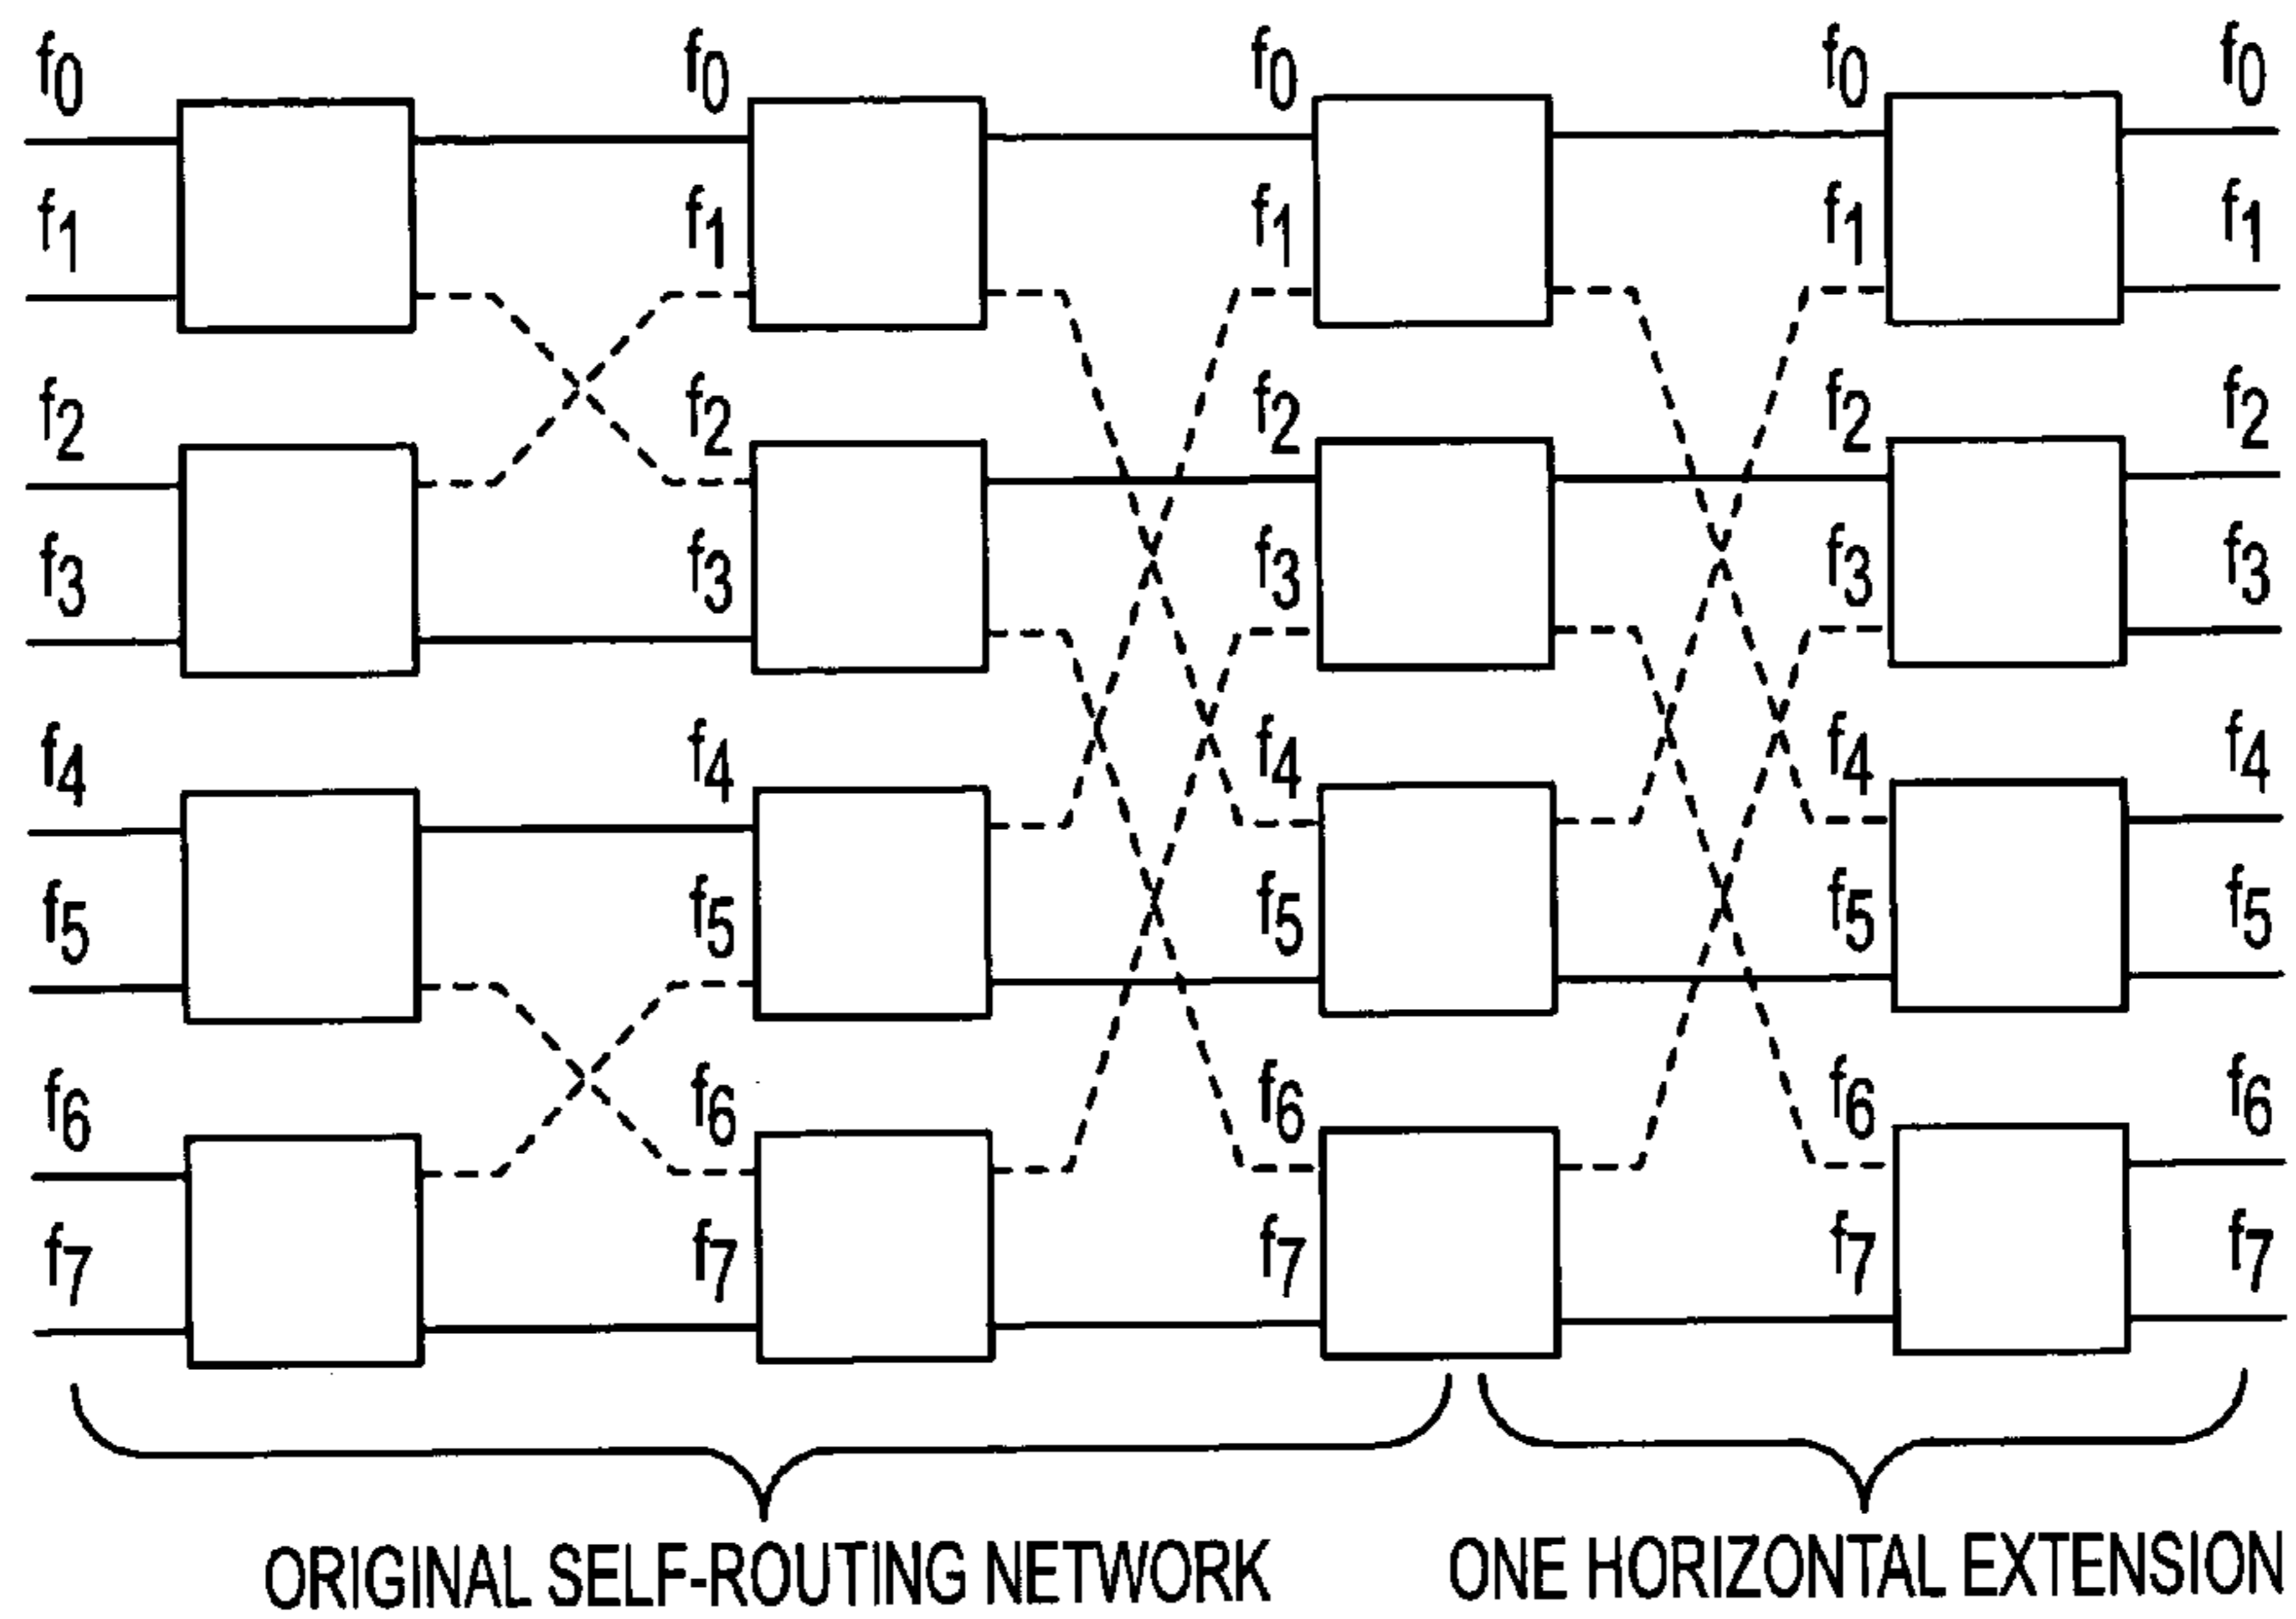 f0 f0 f0 f0 f0
f1 f1 f1 f1 f1
f2 f2 f2 f2 f2
f3 f3 f3 f3 f3
f4 f4 f4 f4 f4
f5 f5 f5 f5 f5
f6 f6 f6 f6 f6
f7 f7 f7 f7 f7
ORIGINAL SELF-ROUTING NETWORK ONE HORIZONTAL EXTENSION